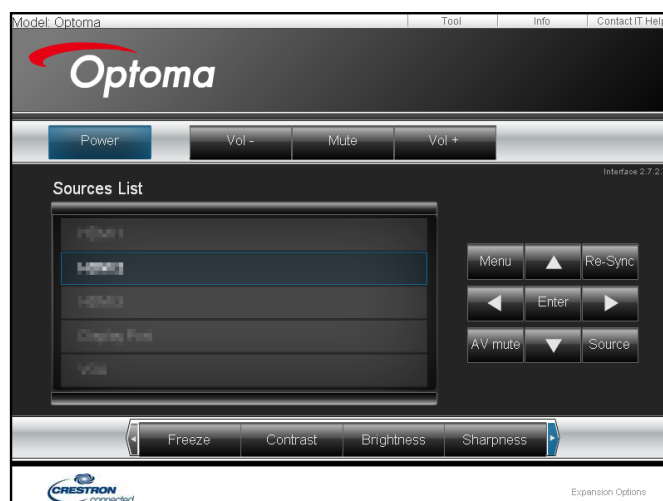 Model: Optoma Tool Info Contact IT Help
Optoma
Power Vol - Mute Vol +
Interface 2.7.2.
Sources List
Menu Re-Sync
Enter
AV mute Source
Freeze Contrast Brightness Sharpness
CRESTRON
connected
Expansion Options